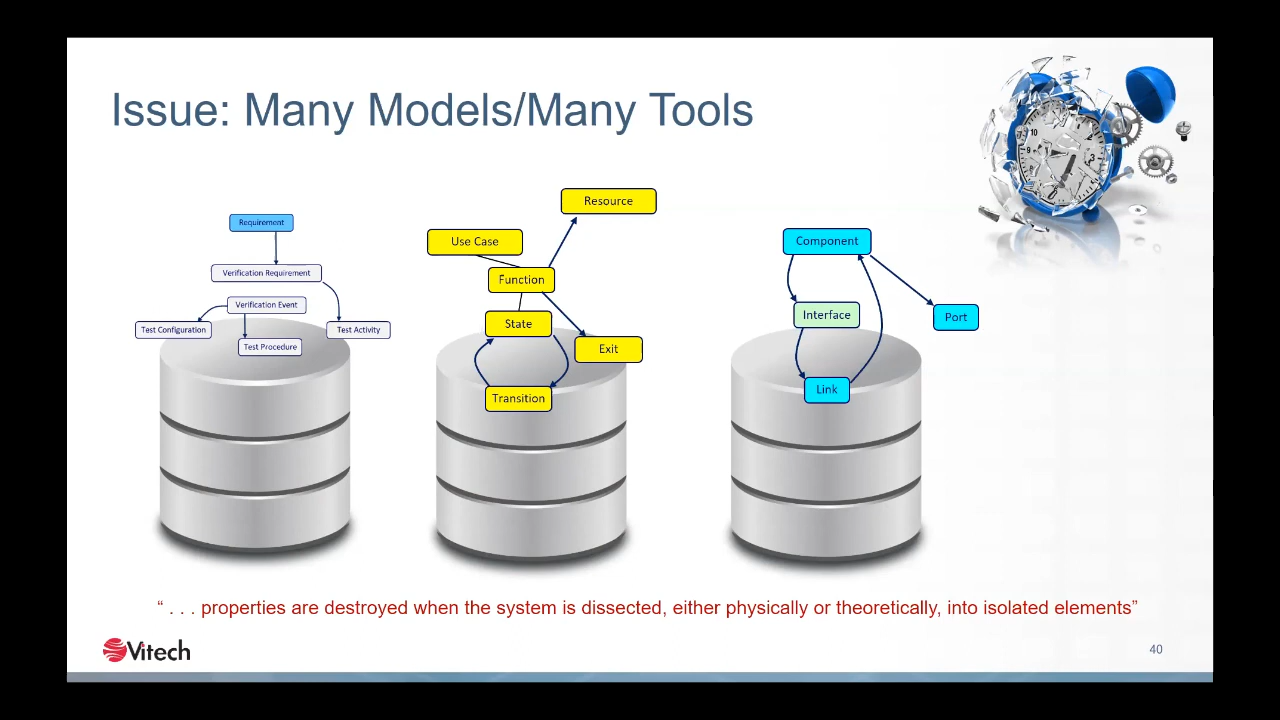 Issue: Many Models/Many Tools
Requirement
Verification Requirement
Verification Event
Test Configuration
Test Activity
Test Procedure
Resource
Use Case
Function
State
Exit
Transition
Component
Interface
Port
Link
“ . . . properties are destroyed when the system is dissected, either physically or theoretically, into isolated elements”
Vitech
40